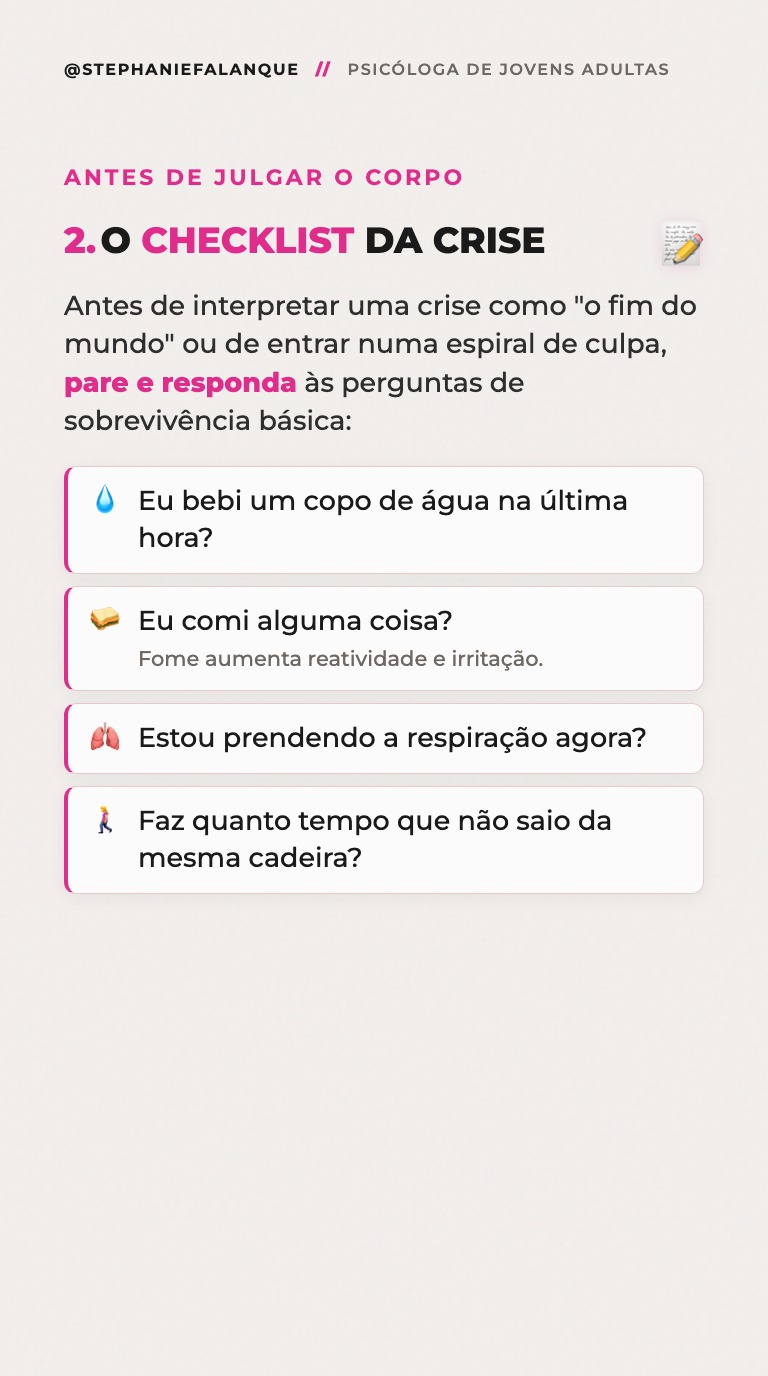 @STEPHANIEFALANQUE // PSICÓLOGA DE JOVENS ADULTAS
ANTES DE JULGAR O CORPO
2. O CHECKLIST DA CRISE
Antes de interpretar uma crise como "o fim do
mundo" ou de entrar numa espiral de culpa,
pare e responda às perguntas de
sobrevivência básica:
Eu bebi um copo de água na última
hora?
Eu comi alguma coisa?
Fome aumenta reatividade e irritação.
Estou prendendo a respiração agora?
Faz quanto tempo que não saio da
mesma cadeira?